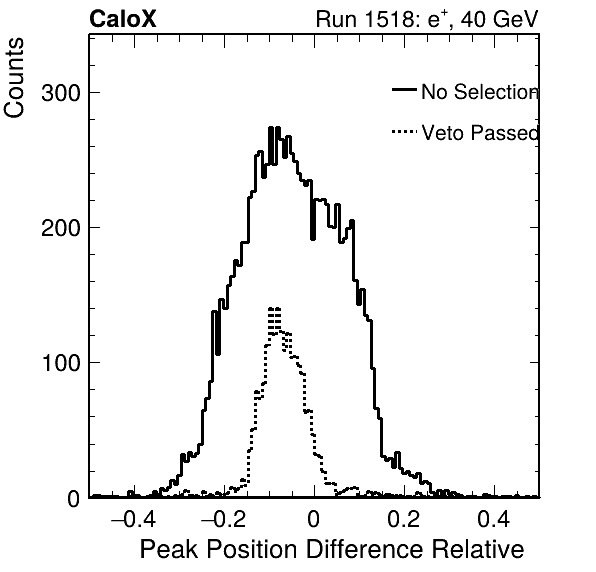 CaloX Run 1518: e⁺, 40 GeV
Counts
No Selection
Veto Passed
300
200
100
0
−0.4 −0.2 0 0.2 0.4
Peak Position Difference Relative